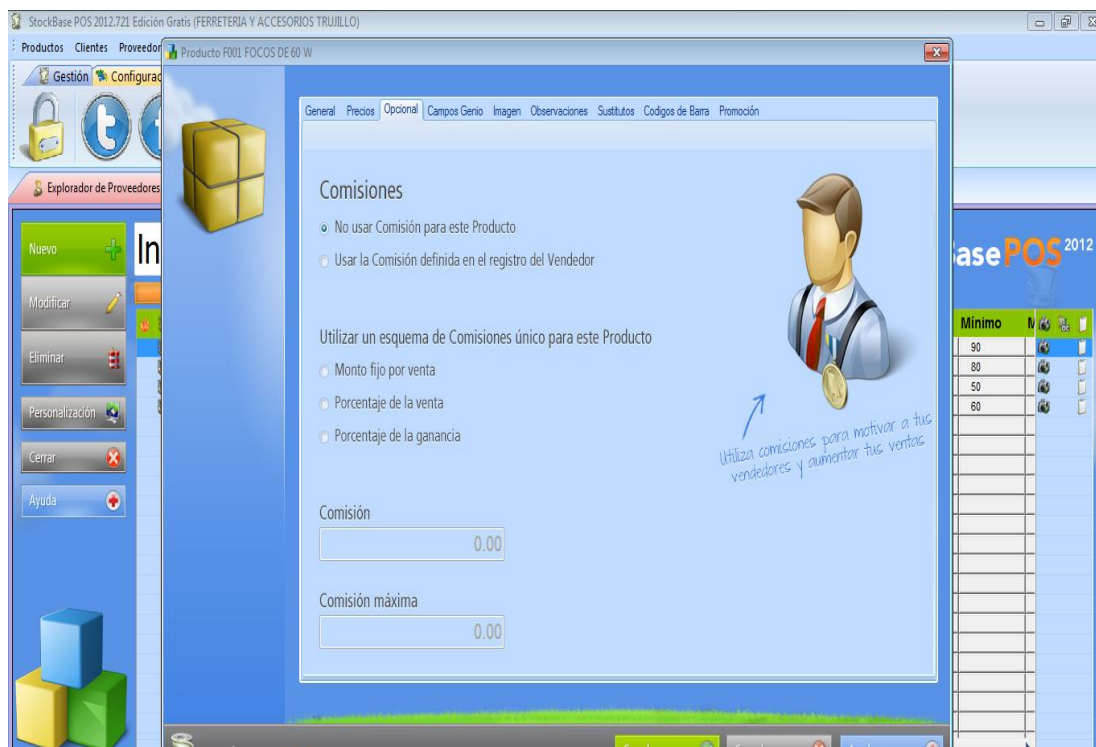 StockBase POS 2012.721 Edición Gratis (FERRETERIA Y ACCESORIOS TRUJILLO)
Productos Clientes Proveedor
Producto F001 FOCOS DE 60 W
Gestión Configurac
General Precios Opcional Campos Genio Imagen Observaciones Sustitutos Codigos de Barra Promoción
Explorador de Proveedores
Comisiones
No usar Comisión para este Producto
Usar la Comisión definida en el registro del Vendedor
Nuevo
In
Base POS 2012
Modificar
Eliminar
Personalización
Cerrar
Ayuda
Utilizar un esquema de Comisiones único para este Producto
Monto fijo por venta
Porcentaje de la venta
Porcentaje de la ganancia
Utiliza comisiones para motivar a tus
vendedores y aumentar tus ventas
Mínimo M
90
80
50
60
Comisión
0.00
Comisión máxima
0.00